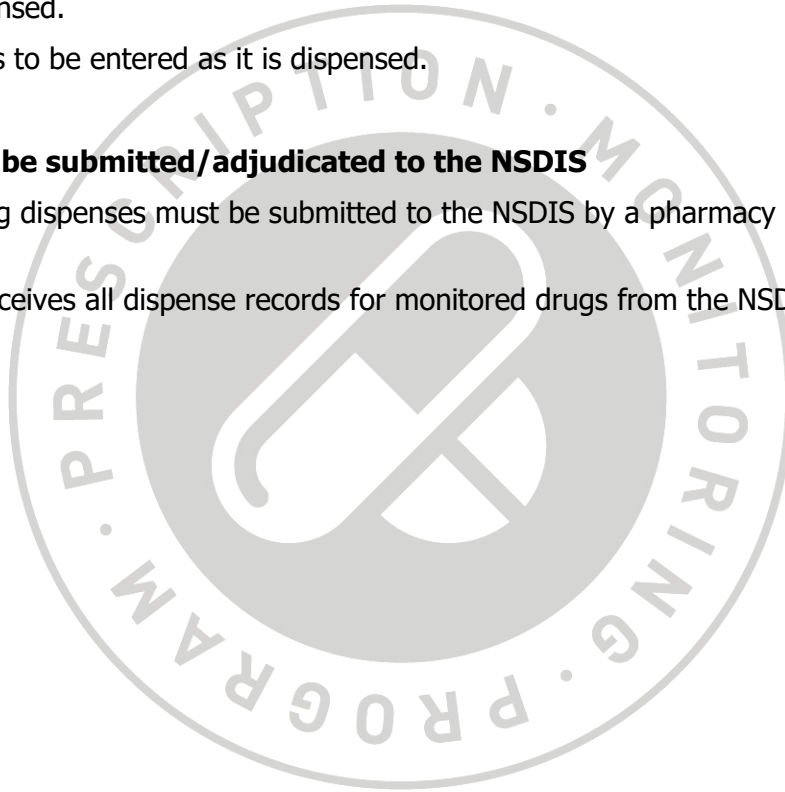 nsed.
s to be entered as it is dispensed.
be submitted/adjudicated to the NSDIS
g dispenses must be submitted to the NSDIS by a pharmacy
ceives all dispense records for monitored drugs from the NSD
PRESCRIPTION · MONITORING · PROGRAM ·